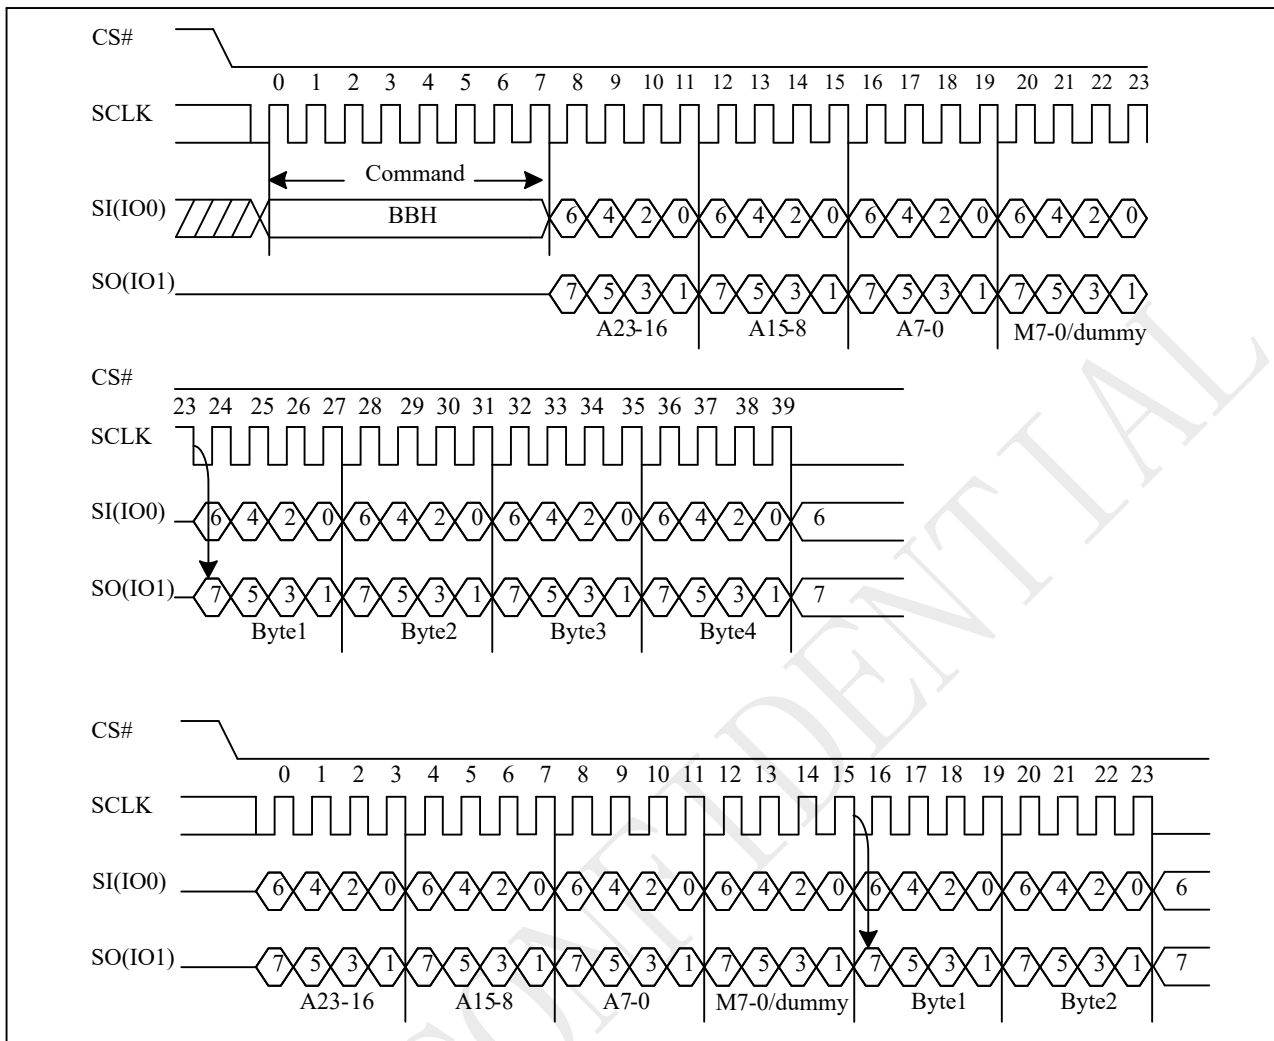 CS#
0 1 2 3 4 5 6 7 8 9 10 11 12 13 14 15 16 17 18 19 20 21 22 23
SCLK
Command
SI(IO0) BBH 6 4 2 0 6 4 2 0 6 4 2 0 6 4 2 0
SO(IO1) 7 5 3 1 7 5 3 1 7 5 3 1 7 5 3 1
A23-16 A15-8 A7-0 M7-0/dummy
CS#
23 24 25 26 27 28 29 30 31 32 33 34 35 36 37 38 39
SCLK
SI(IO0) 6 4 2 0 6 4 2 0 6 4 2 0 6 4 2 0 6
SO(IO1) 7 5 3 1 7 5 3 1 7 5 3 1 7 5 3 1 7
Byte1 Byte2 Byte3 Byte4
CS#
0 1 2 3 4 5 6 7 8 9 10 11 12 13 14 15 16 17 18 19 20 21 22 23
SCLK
SI(IO0) 6 4 2 0 6 4 2 0 6 4 2 0 6 4 2 0 6 4 2 0 6 4 2 0 6
SO(IO1) 7 5 3 1 7 5 3 1 7 5 3 1 7 5 3 1 7 5 3 1 7 5 3 1 7
A23-16 A15-8 A7-0 M7-0/dummy Byte1 Byte2
CONFIDENTIAL